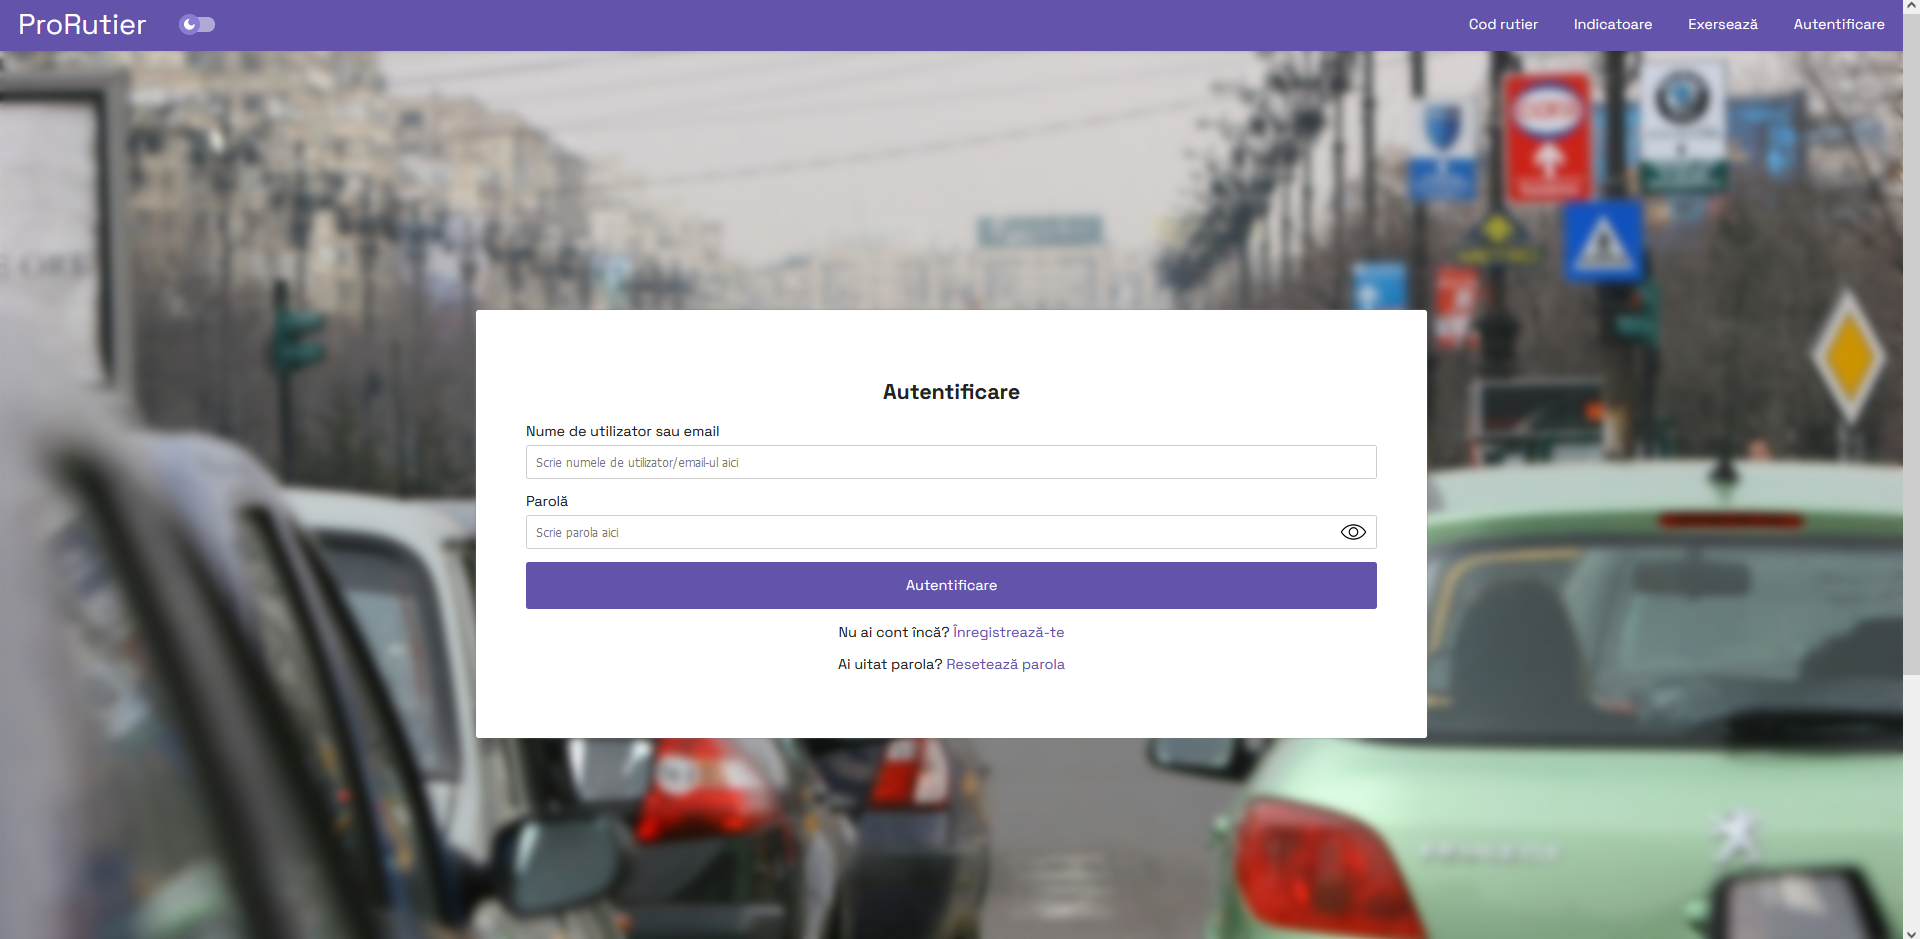 ProRutier
Cod rutier
Indicatoare
Exersează
Autentificare
Autentificare
Nume de utilizator sau email
Scrie numele de utilizator/email-ul aici
Parolă
Scrie parola aici
Autentificare
Nu ai cont încă? Înregistrează-te
Ai uitat parola? Resetează parola
PEUGEOT